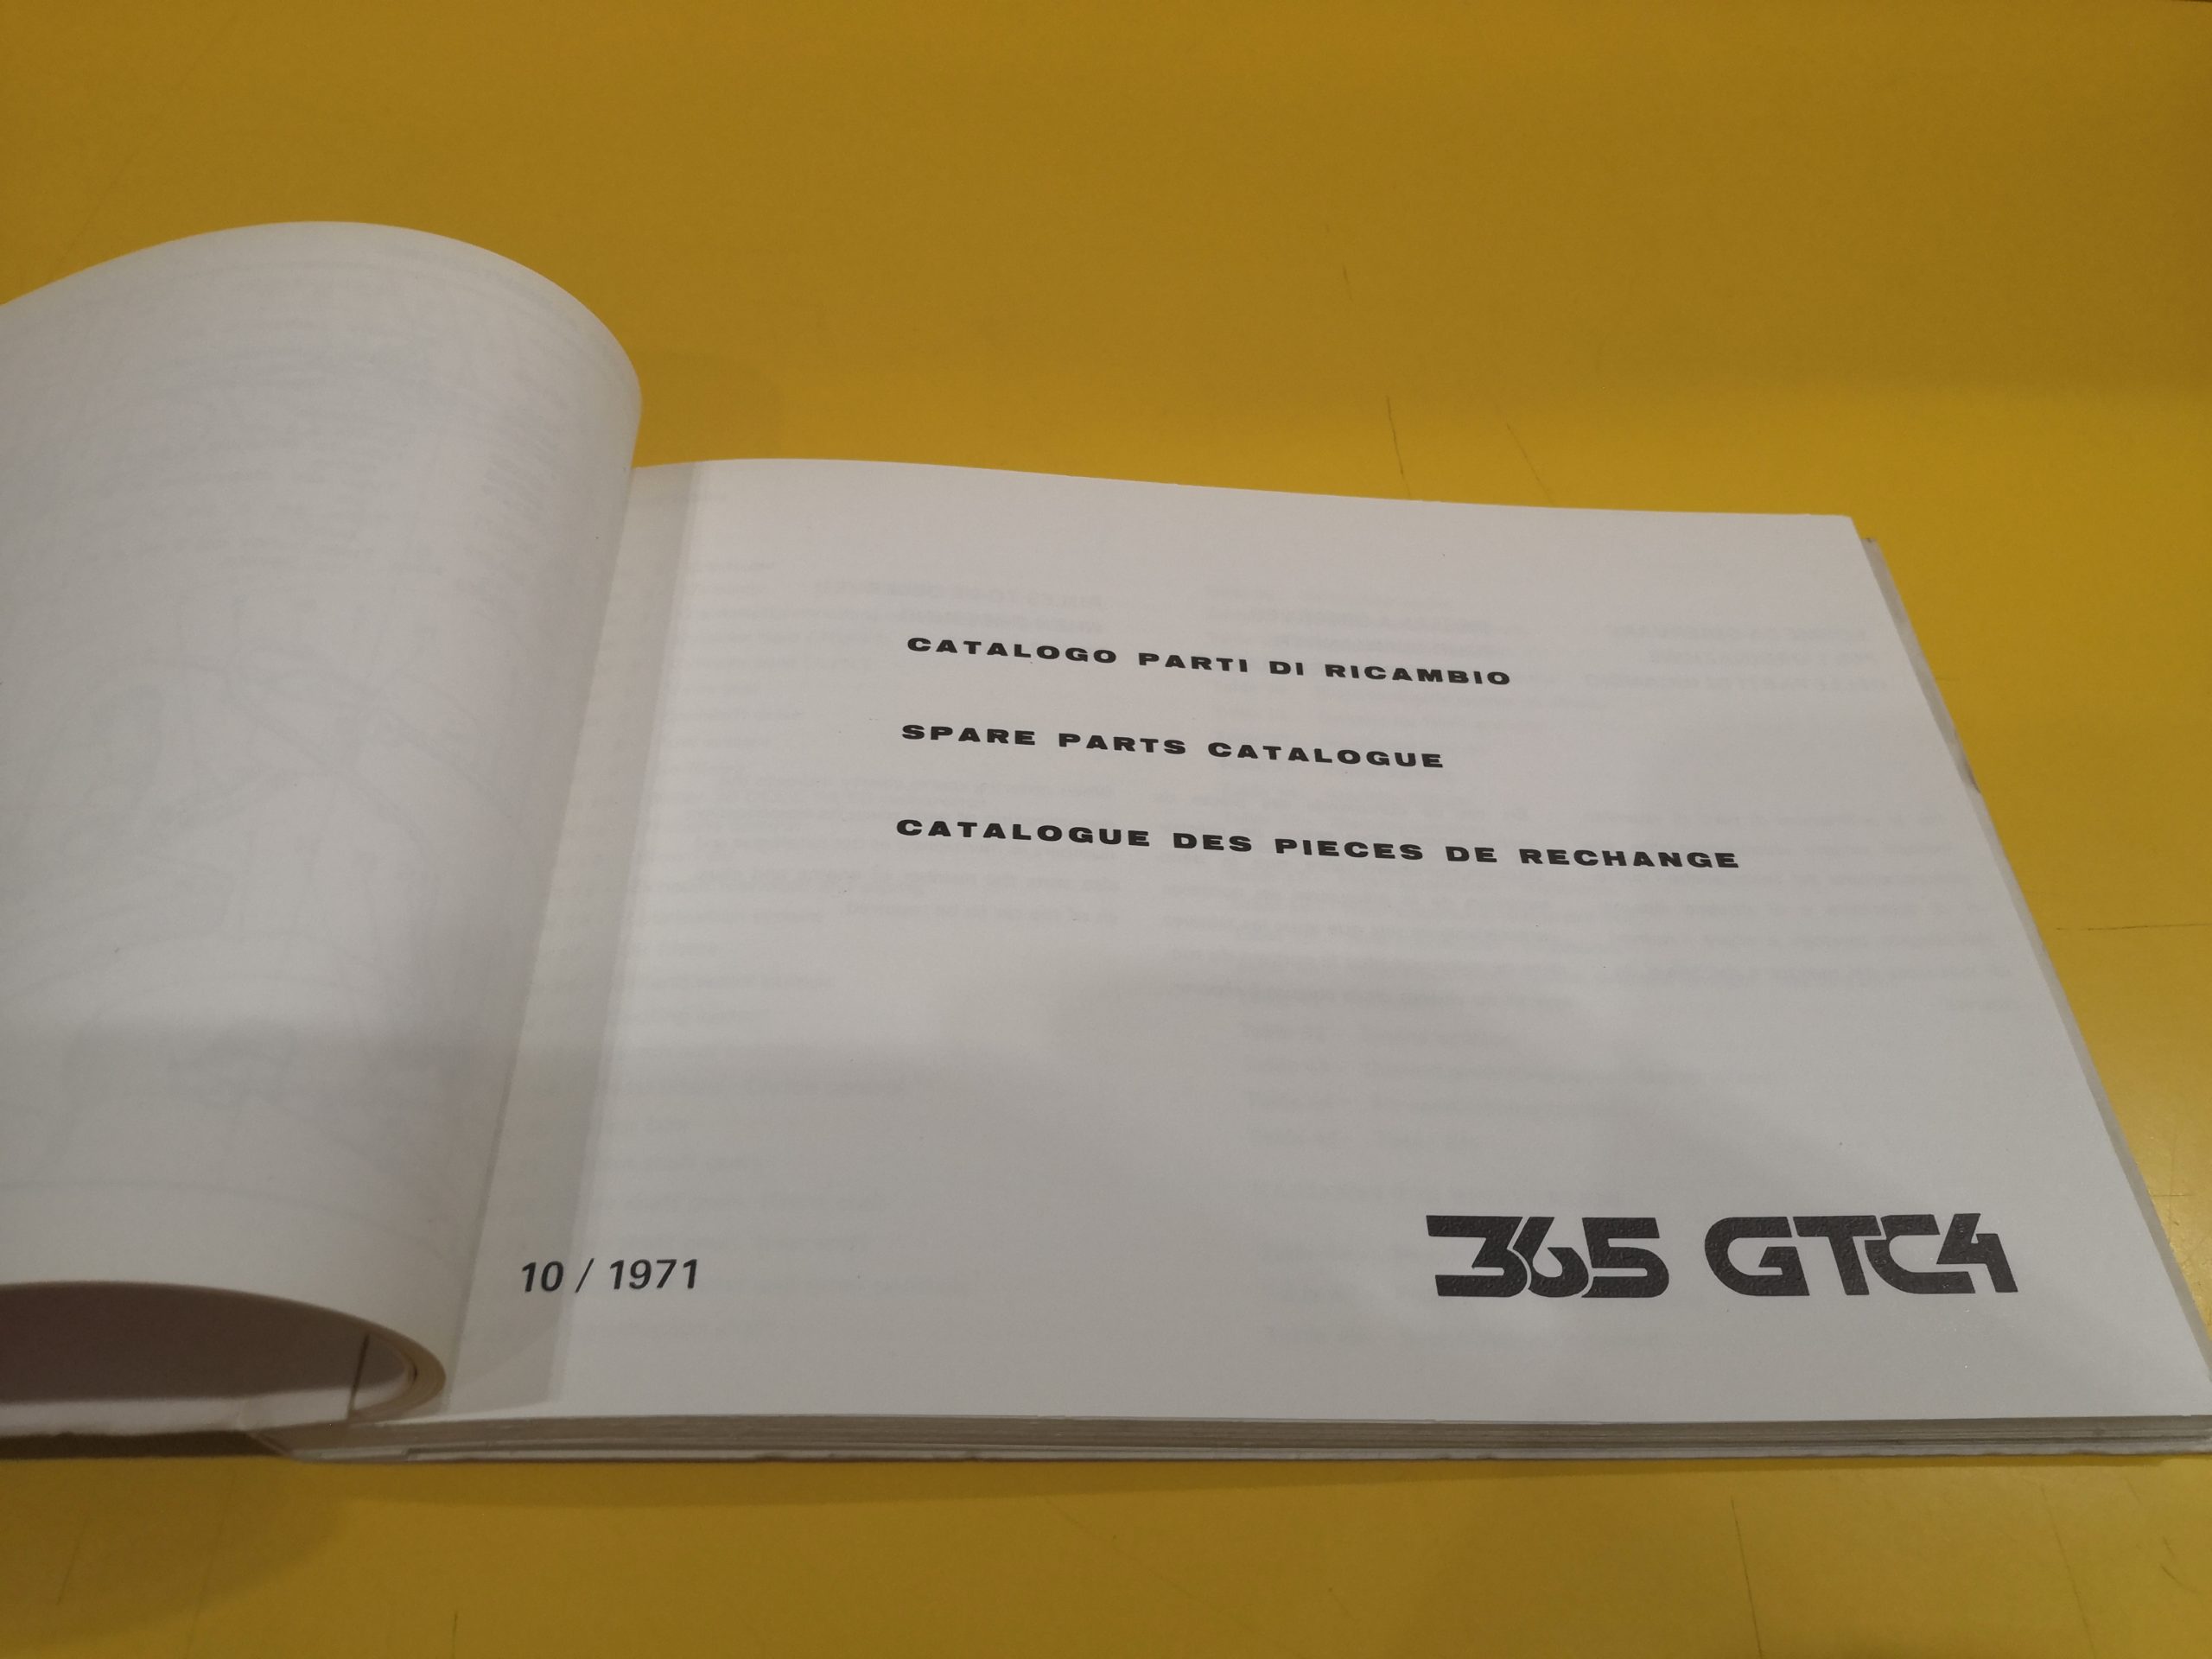 CATALOGO PARTI DI RICAMBIO
SPARE PARTS CATALOGUE
CATALOGUE DES PIECES DE RECHANGE
10 / 1971
365 GTC4